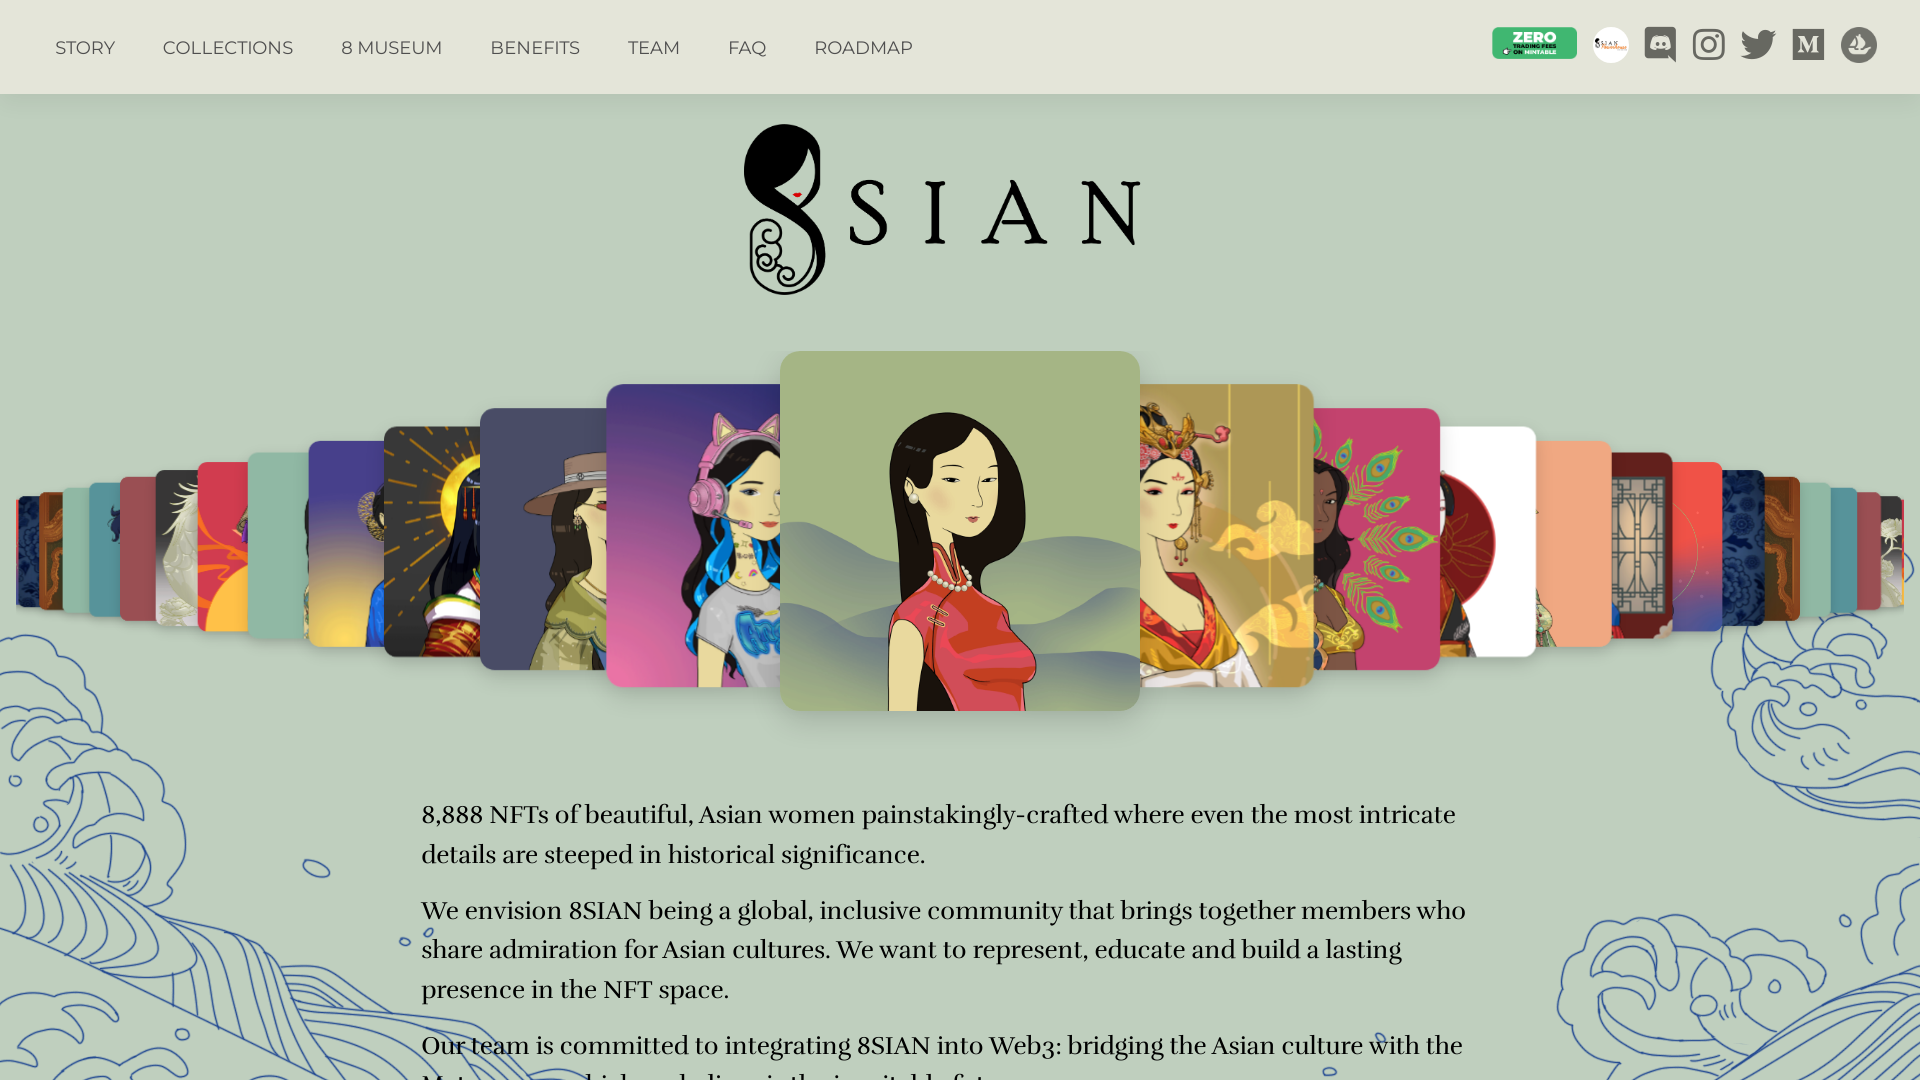 STORY COLLECTIONS 8 MUSEUM BENEFITS TEAM FAQ ROADMAP
ZERO
TRADING FEES
ON MINTABLE
8SIAN
8,888 NFTs of beautiful, Asian women painstakingly-crafted where even the most intricate
details are steeped in historical significance.
We envision 8SIAN being a global, inclusive community that brings together members who
share admiration for Asian cultures. We want to represent, educate and build a lasting
presence in the NFT space.
Our team is committed to integrating 8SIAN into Web3: bridging the Asian culture with the